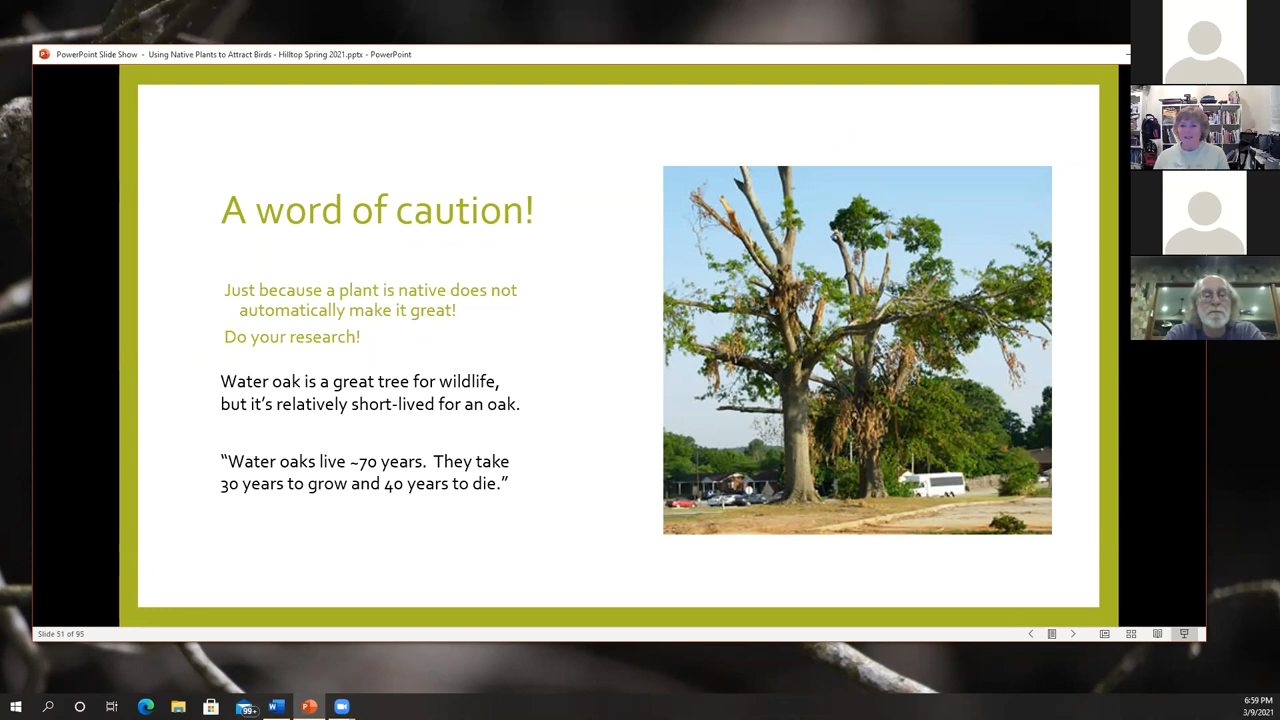 PowerPoint Slide Show - Using Native Plants to Attract Birds - Hilltop Spring 2021.pptx - PowerPoint
A word of caution!
Just because a plant is native does not
automatically make it great!
Do your research!
Water oak is a great tree for wildlife,
but it's relatively short-lived for an oak.
“Water oaks live ~70 years. They take
30 years to grow and 40 years to die.”
Slide 51 of 95
99+
6:59 PM
3/9/2021